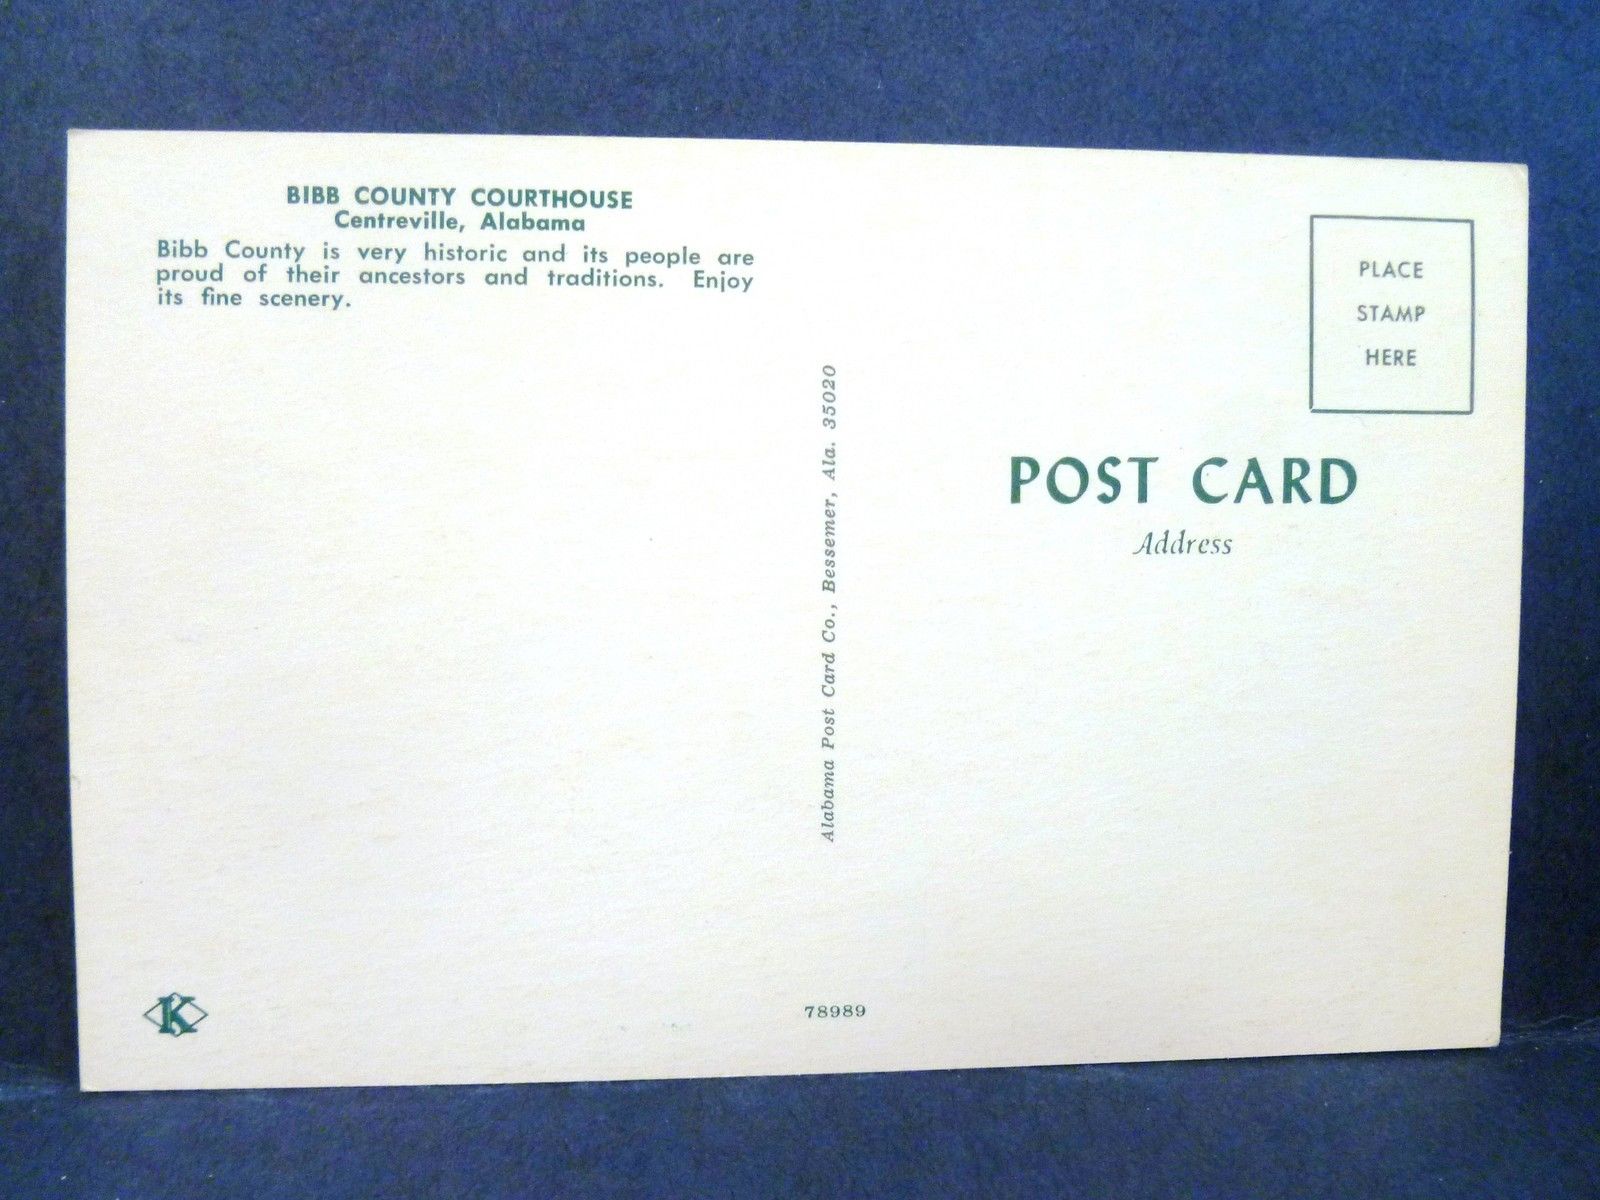 BIBB COUNTY COURTHOUSE
Centreville, Alabama
Bibb County is very historic and its people are
proud of their ancestors and traditions. Enjoy
its fine scenery.
K
Alabama Post Card Co., Bessemer, Ala. 35020
78989
PLACE
STAMP
HERE
POST CARD
Address